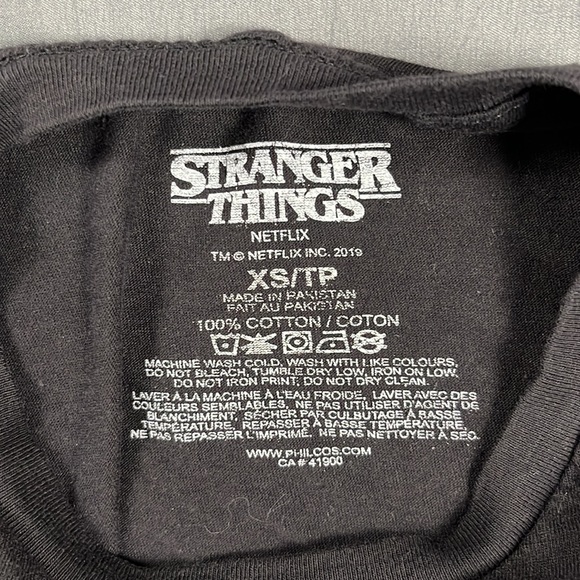 STRANGER
THINGS
NETFLIX
TM © NETFLIX INC. 2019
XS/TP
MADE IN PAKISTAN
FAIT AU PAKISTAN
100% COTTON / COTON
MACHINE WASH COLD, WASH WITH LIKE COLOURS,
DO NOT BLEACH, TUMBLE DRY LOW, IRON ON LOW,
DO NOT IRON PRINT, DO NOT DRY CLEAN.
LAVER À LA MACHINE À L'EAU FROIDE, LAVER AVEC DES
COULEURS SEMBLABLES, NE PAS UTILISER D'AGENT DE
BLANCHIMENT, SÉCHER PAR CULBUTAGE À BASSE
TEMPÉRATURE, REPASSER À BASSE TEMPÉRATURE
NE PAS REPASSER L'IMPRIMÉ. NE PAS NETTOYER À SEC.
WWW.PHILCOS.COM
CA# 41900